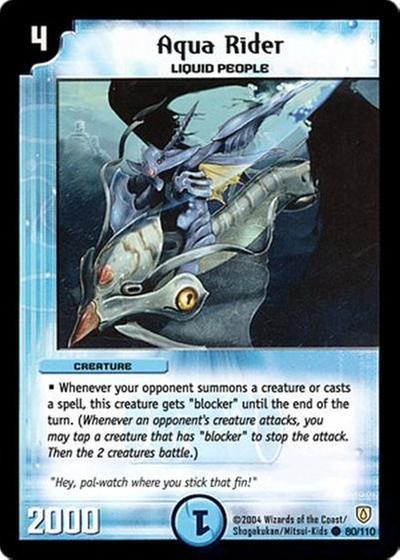 4
Aqua Rider
LIQUID PEOPLE
CREATURE
▪ Whenever your opponent summons a creature or casts
a spell, this creature gets "blocker" until the end of the
turn. (Whenever an opponent's creature attacks, you
may tap a creature that has "blocker" to stop the attack.
Then the 2 creatures battle.)
"Hey, pal-watch where you stick that fin!"
2000
©2004 Wizards of the Coast/
Shogakukan/Mitsui-Kids ● 80/110